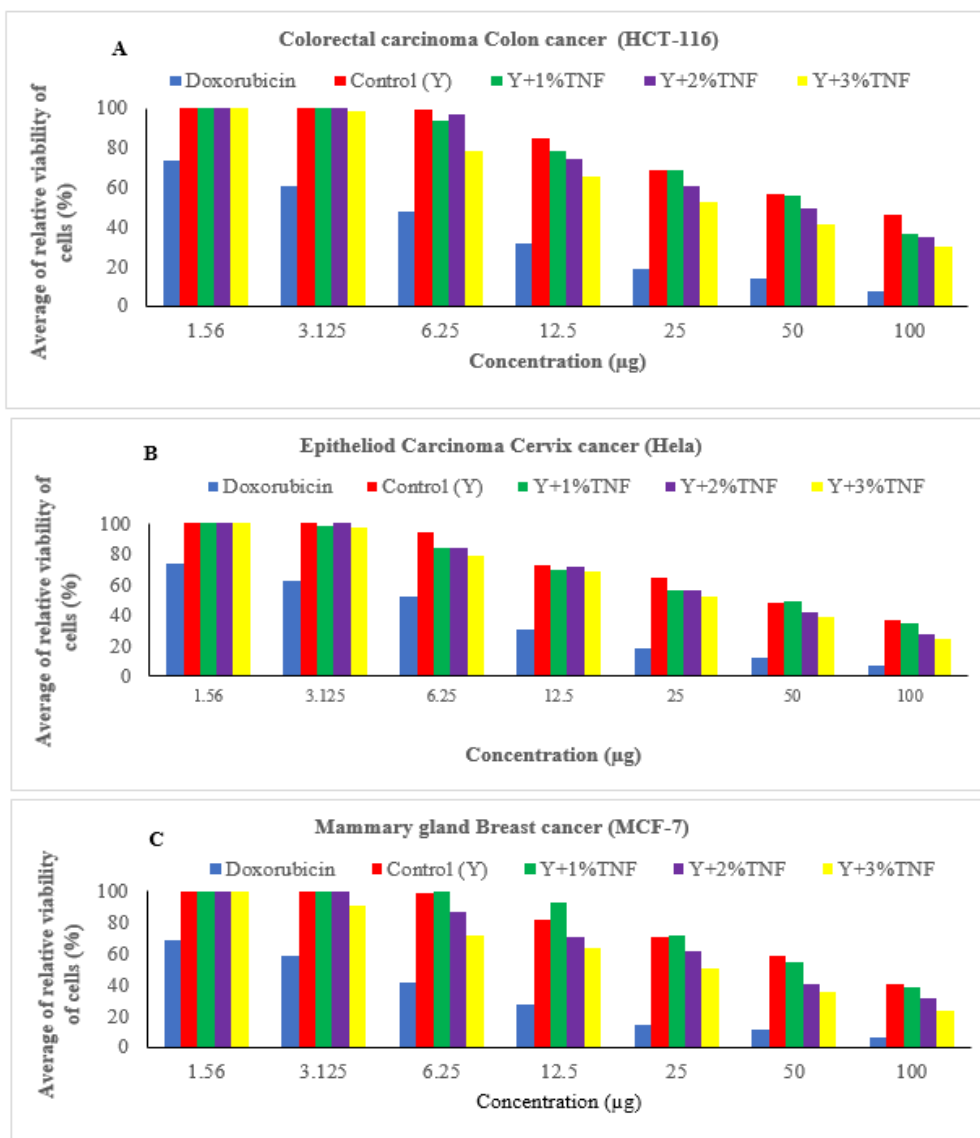 A
Colorectal carcinoma Colon cancer (HCT-116)
Doxorubicin Control (Y) Y+1%TNF Y+2%TNF Y+3%TNF
Average of relative viability of
cells (%)
100
80
60
40
20
0
1.56 3.125 6.25 12.5 25 50 100
Concentration (µg)
B
Epitheliod Carcinoma Cervix cancer (Hela)
Doxorubicin Control (Y) Y+1%TNF Y+2%TNF Y+3%TNF
Average of relative viability of
cells (%)
100
80
60
40
20
0
1.56 3.125 6.25 12.5 25 50 100
Concentration (µg)
Mammary gland Breast cancer (MCF-7)
C
Doxorubicin Control (Y) Y+1%TNF Y+2%TNF Y+3%TNF
Average of relative viability
of cells (%)
100
80
60
40
20
0
1.56 3.125 6.25 12.5 25 50 100
Concentration (µg)